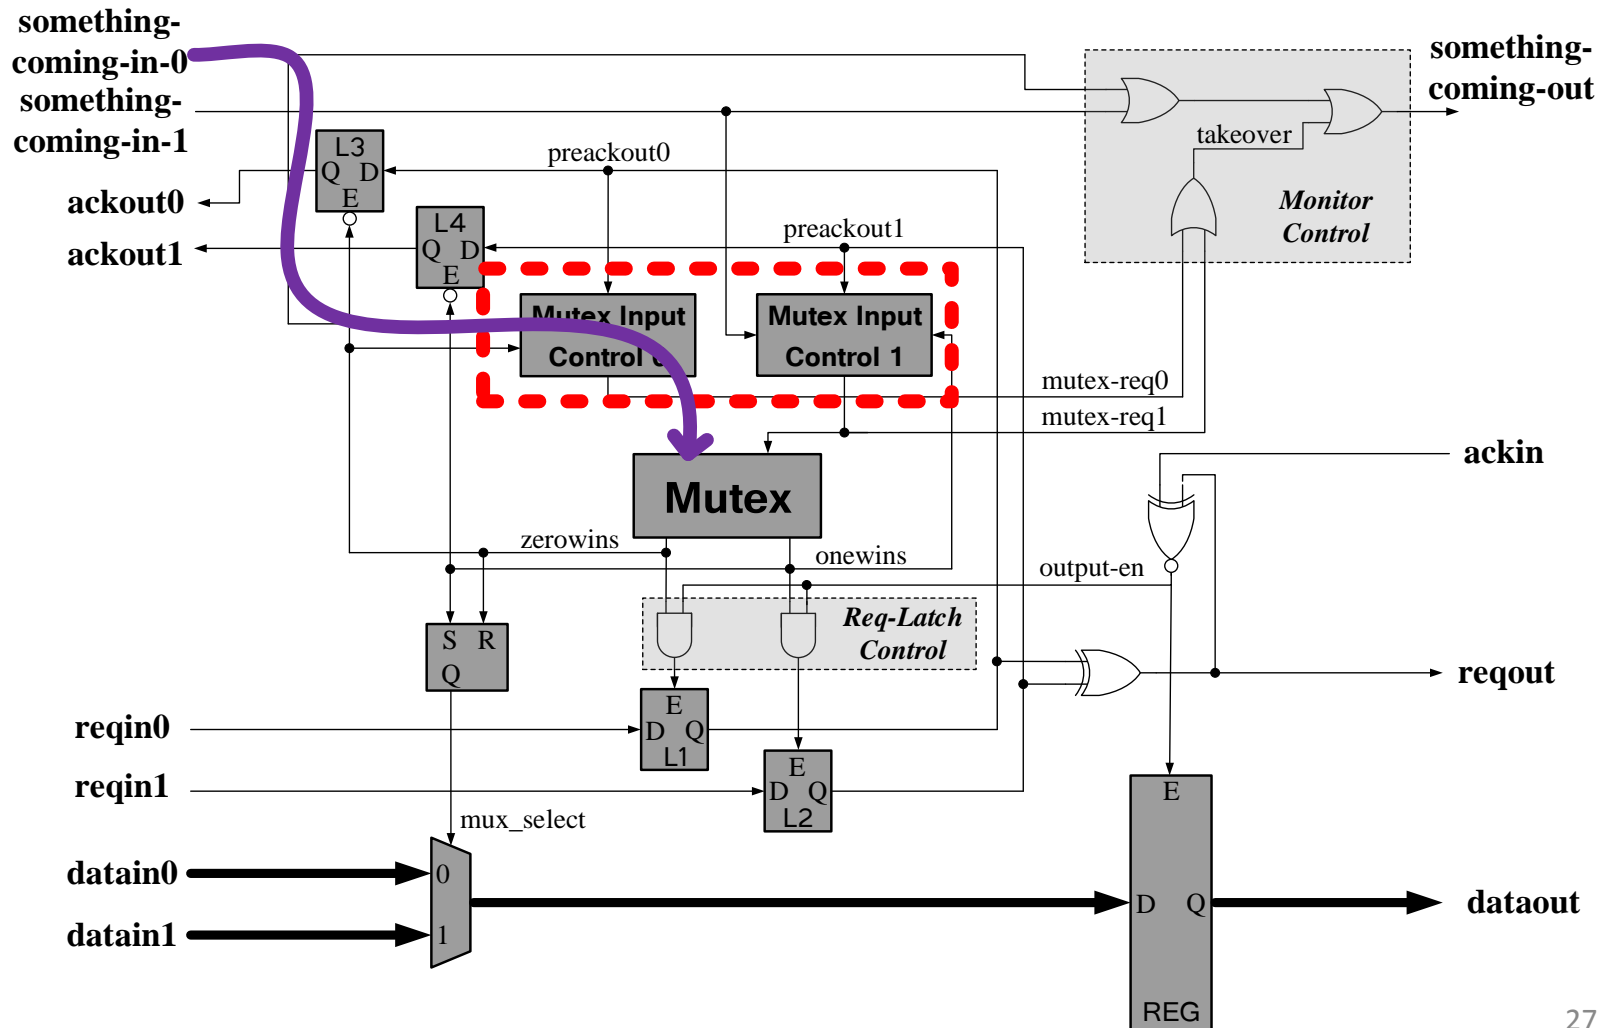 something-
coming-in-0
something-
coming-in-1
something-
coming-out
takeover
Monitor
Control
L3
Q D
E
preackout0
ackout0
L4
Q D
E
preackout1
ackout1
Mutex Input
Control 0
Mutex Input
Control 1
mutex-req0
mutex-req1
ackin
Mutex
zerowins
onewins
output-en
Req-Latch
Control
S R
Q
reqout
reqin0
E
D Q
L1
reqin1
E
D Q
L2
mux_select
E
datain0
0
D Q
dataout
datain1
1
REG
27